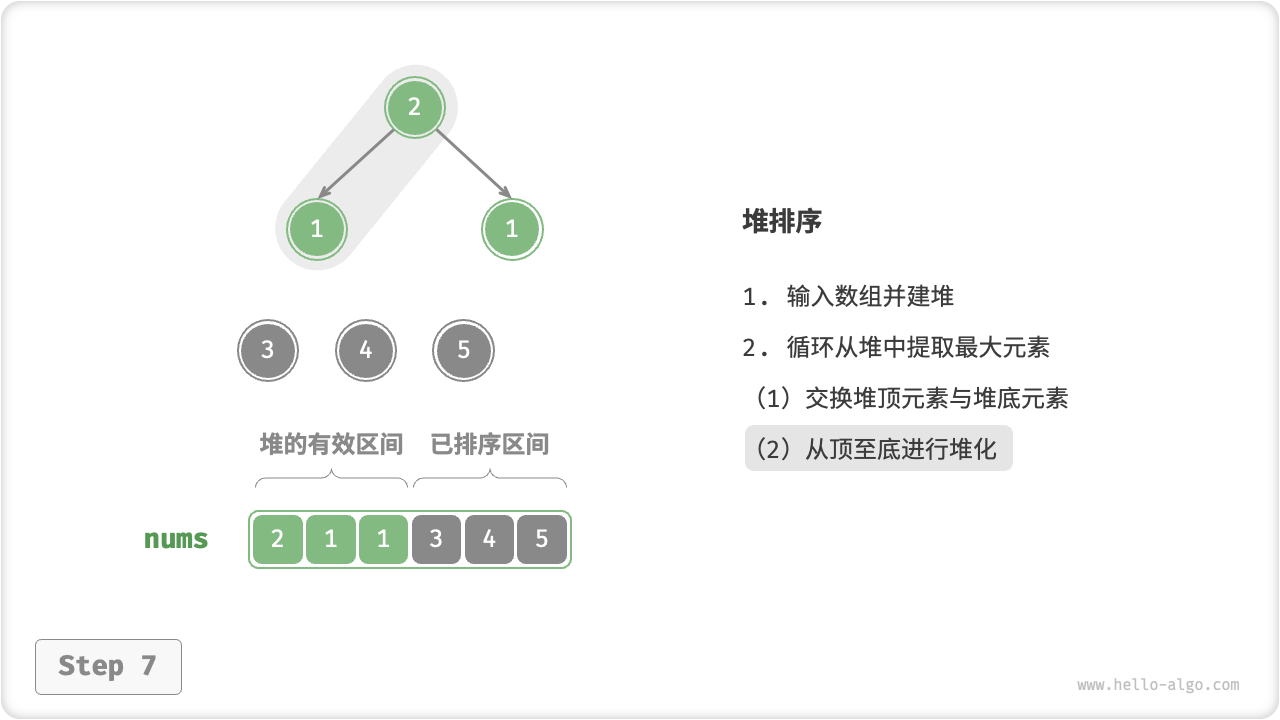 2
1 1
3 4 5
堆的有效区间 已排序区间
nums 2 1 1 3 4 5
堆排序
1. 输入数组并建堆
2. 循环从堆中提取最大元素
（1）交换堆顶元素与堆底元素
（2）从顶至底进行堆化
Step 7
www.hello-algo.com